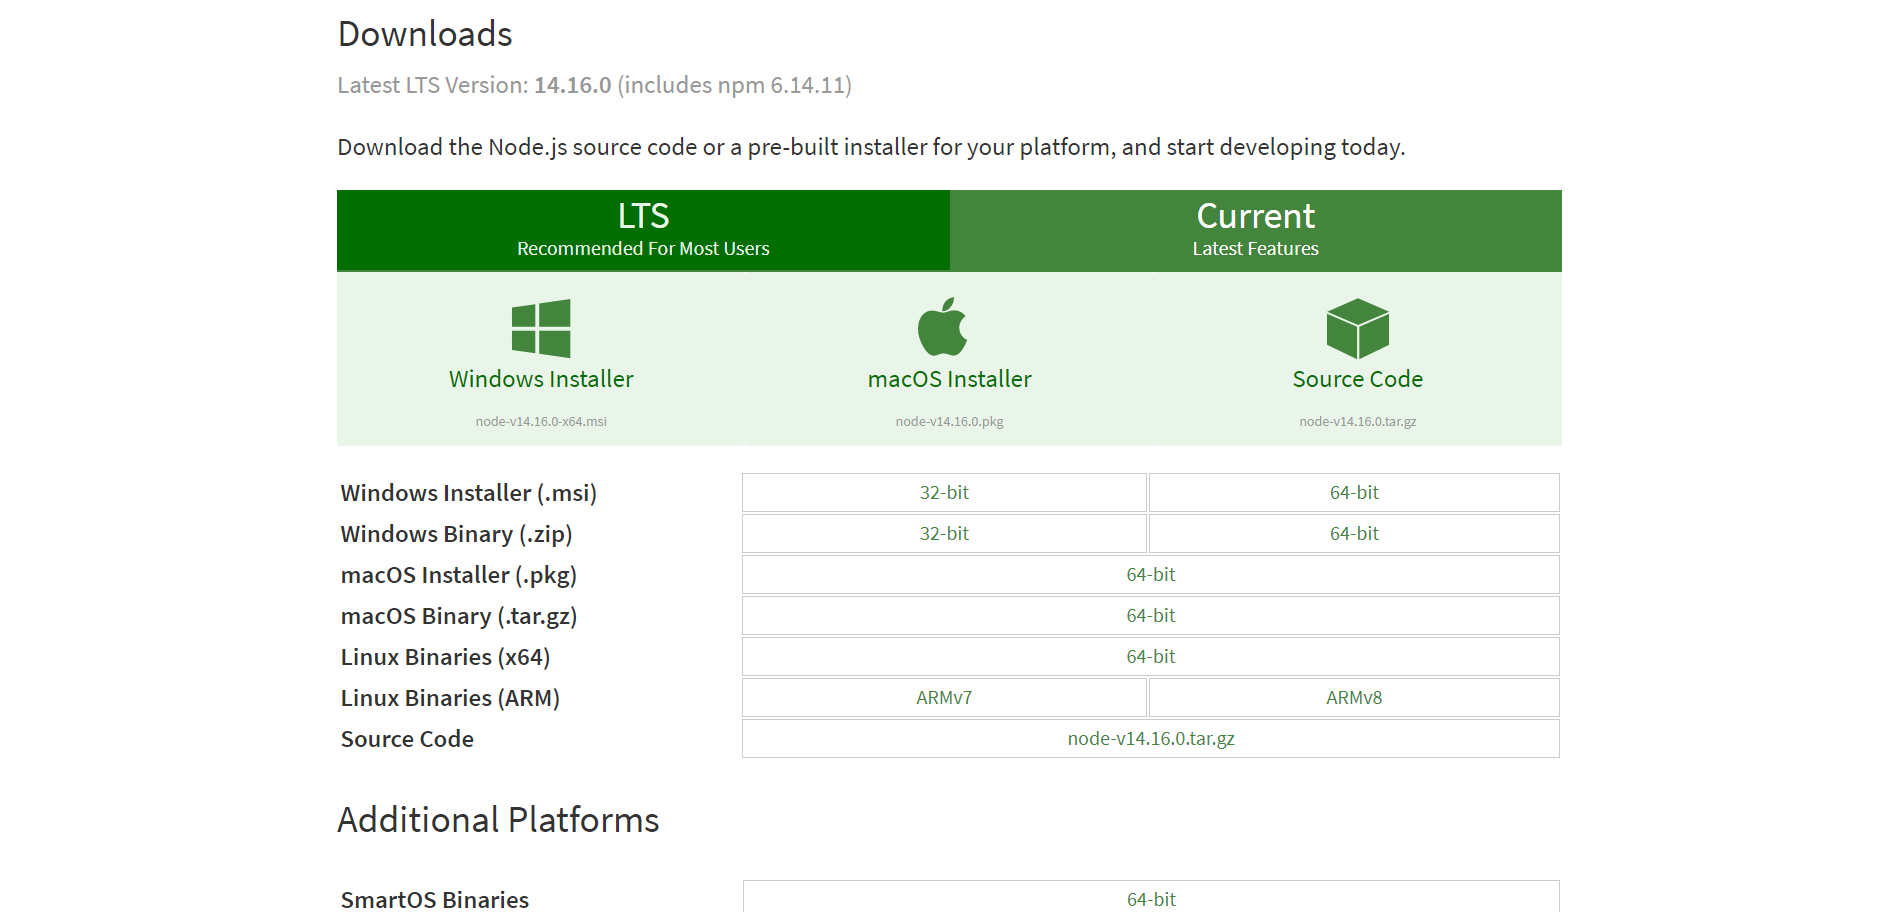 Downloads
Latest LTS Version: 14.16.0 (includes npm 6.14.11)
Download the Node.js source code or a pre-built installer for your platform, and start developing today.
LTS
Recommended For Most Users
Current
Latest Features
Windows Installer
node-v14.16.0-x64.msi
macOS Installer
node-v14.16.0.pkg
Source Code
node-v14.16.0.tar.gz
Windows Installer (.msi) 32-bit 64-bit
Windows Binary (.zip) 32-bit 64-bit
macOS Installer (.pkg) 64-bit
macOS Binary (.tar.gz) 64-bit
Linux Binaries (x64) 64-bit
Linux Binaries (ARM) ARMv7 ARMv8
Source Code node-v14.16.0.tar.gz
Additional Platforms
SmartOS Binaries 64-bit